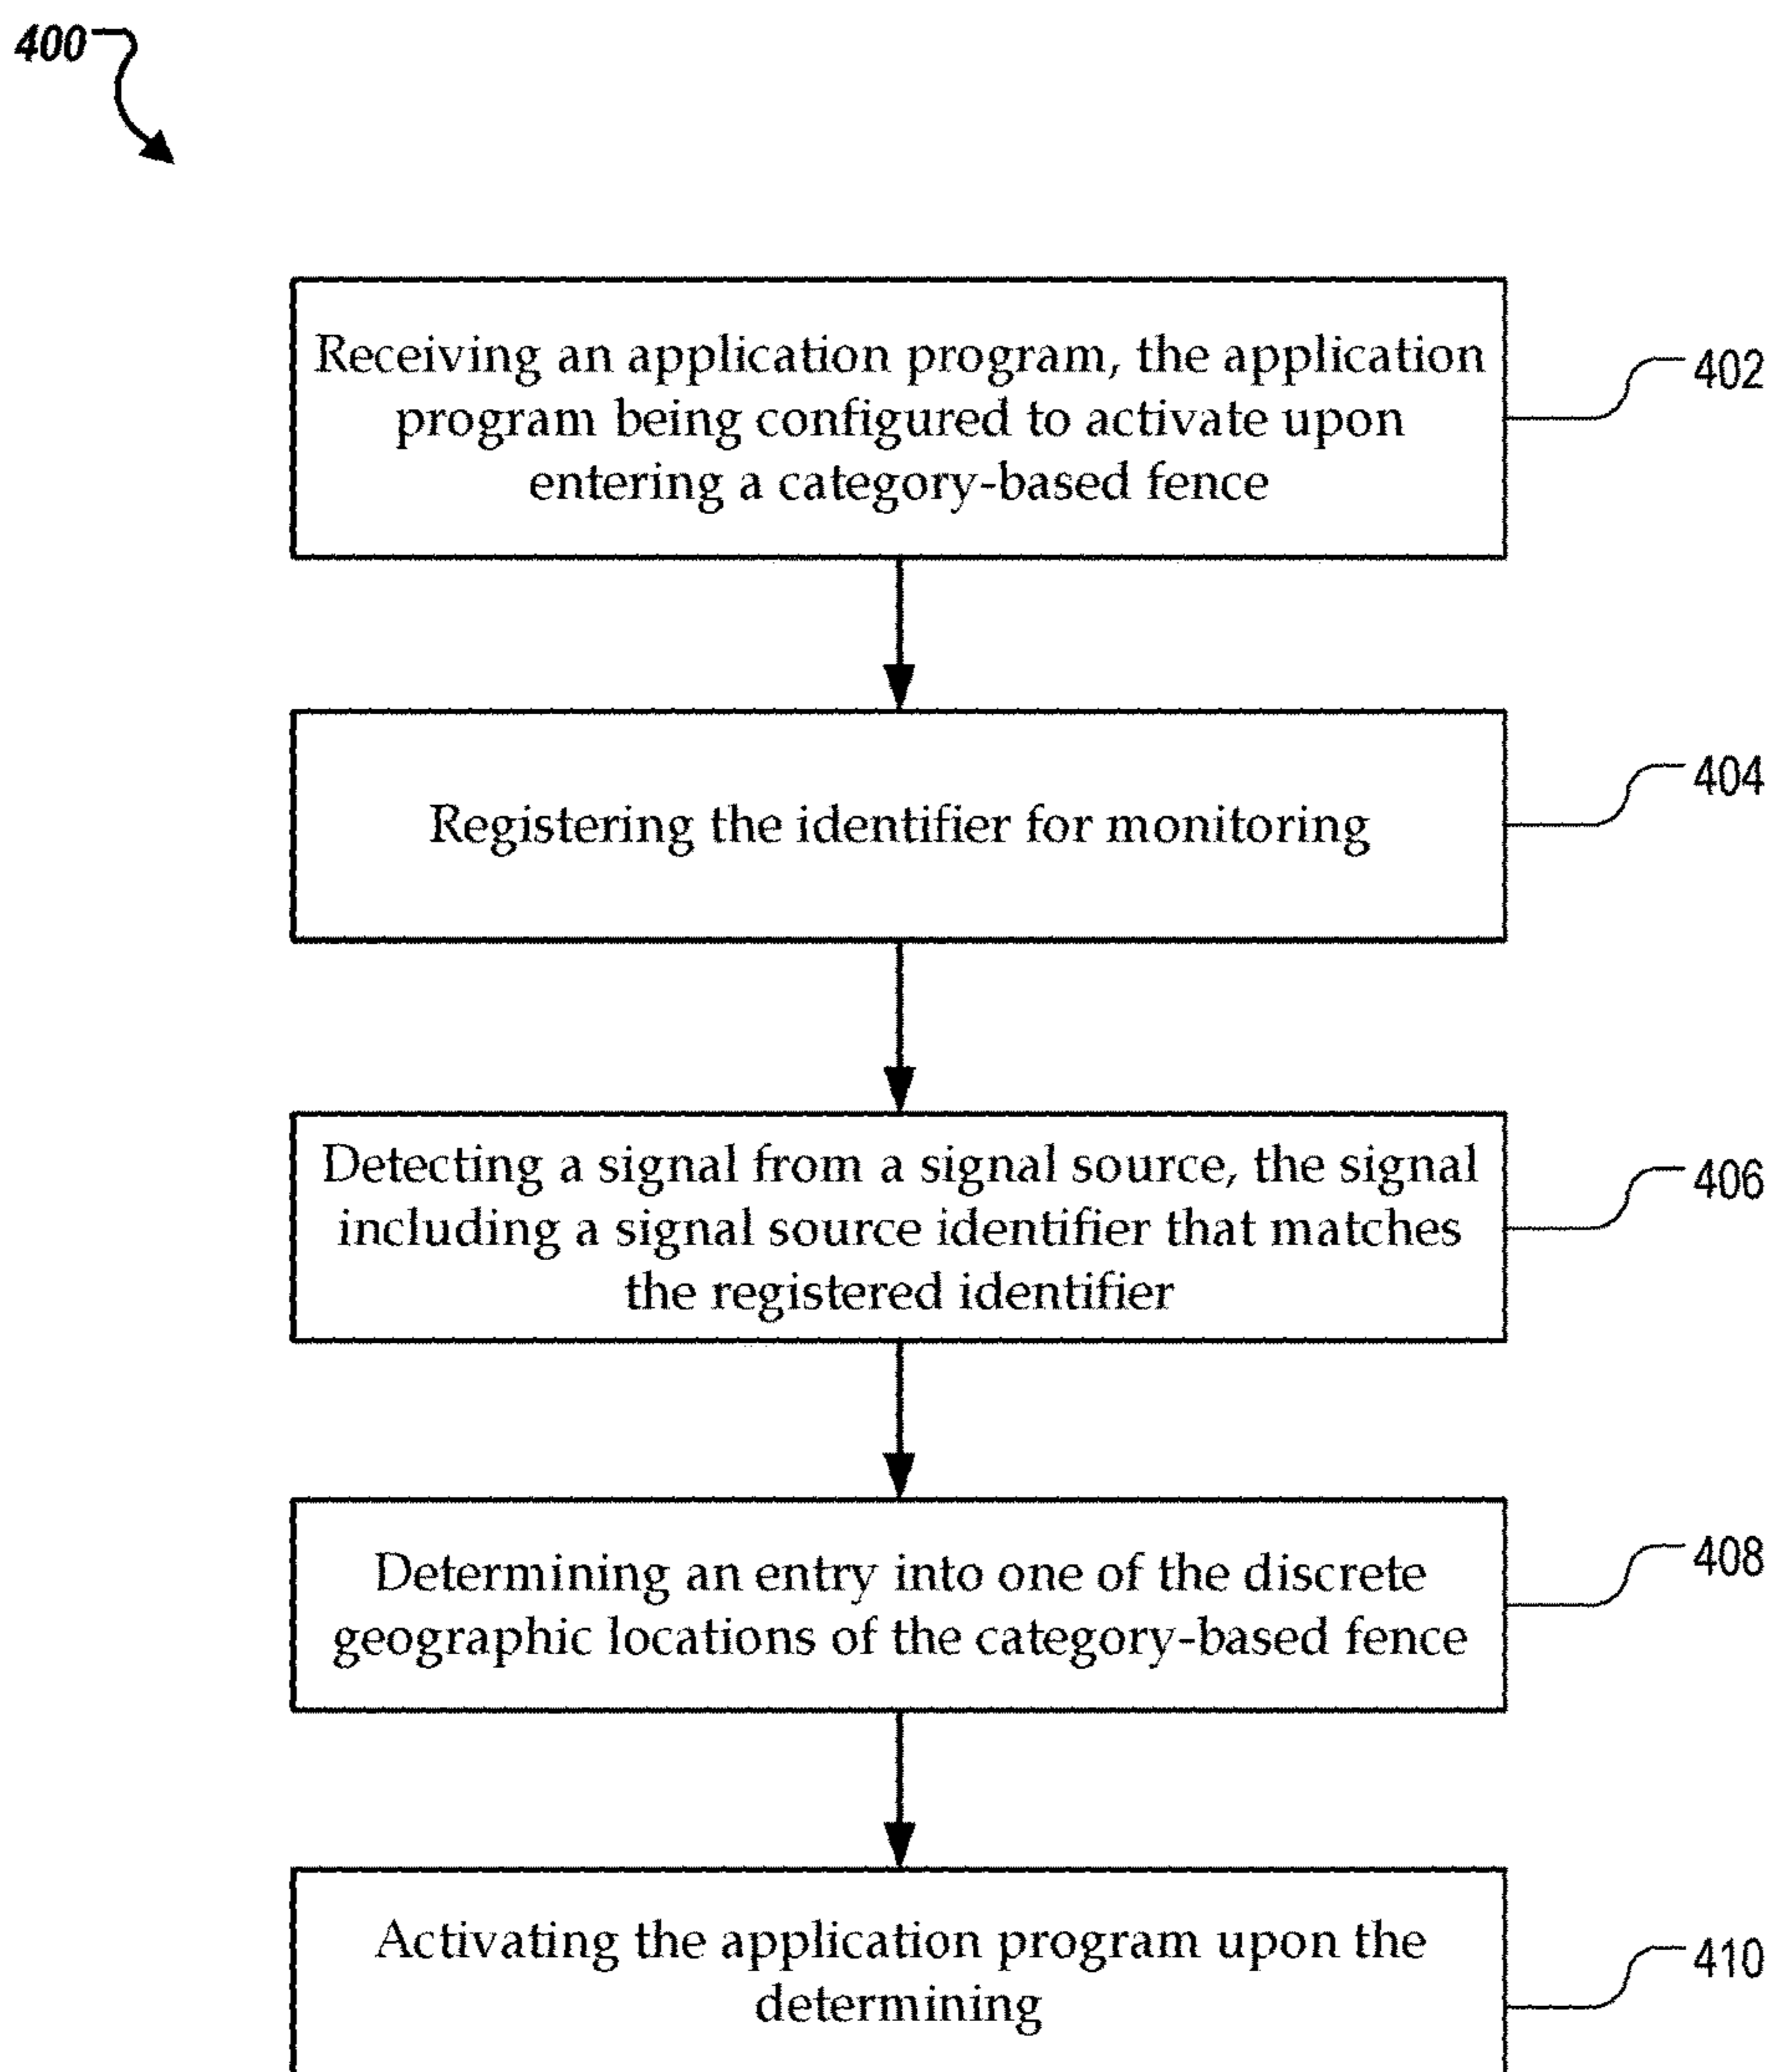 400
Receiving an application program, the application
program being configured to activate upon
entering a category-based fence
402
Registering the identifier for monitoring
404
Detecting a signal from a signal source, the signal
including a signal source identifier that matches
the registered identifier
406
Determining an entry into one of the discrete
geographic locations of the category-based fence
408
Activating the application program upon the
determining
410